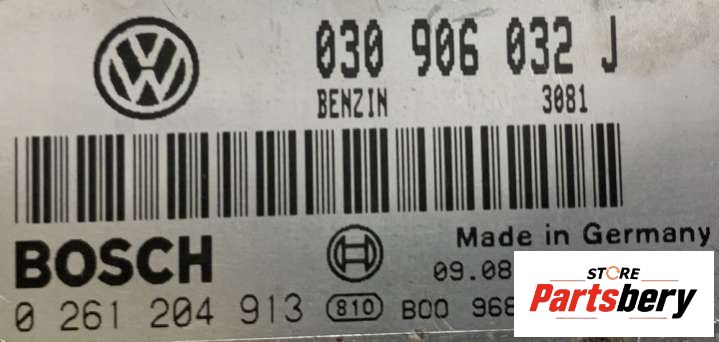 030 906 032 J
BENZIN 3081
BOSCH
Made in Germany
09.08
0 261 204 913 810 B00 968
STORE
Partsbery